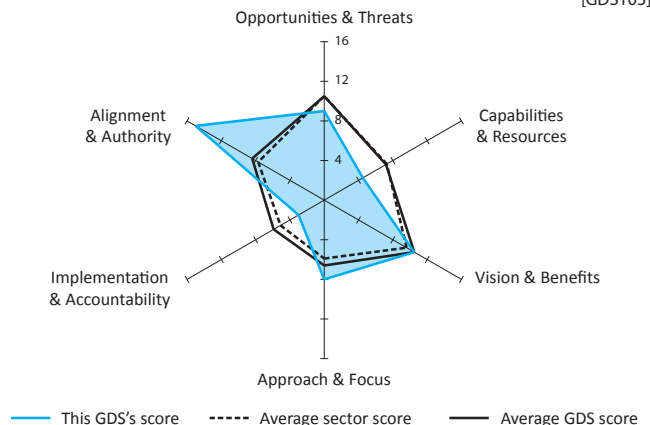 Opportunities & Threats
16
12
8
4
Alignment
& Authority
Capabilities
& Resources
Implementation
& Accountability
Vision & Benefits
Approach & Focus
This GDS's score
Average sector score
Average GDS score